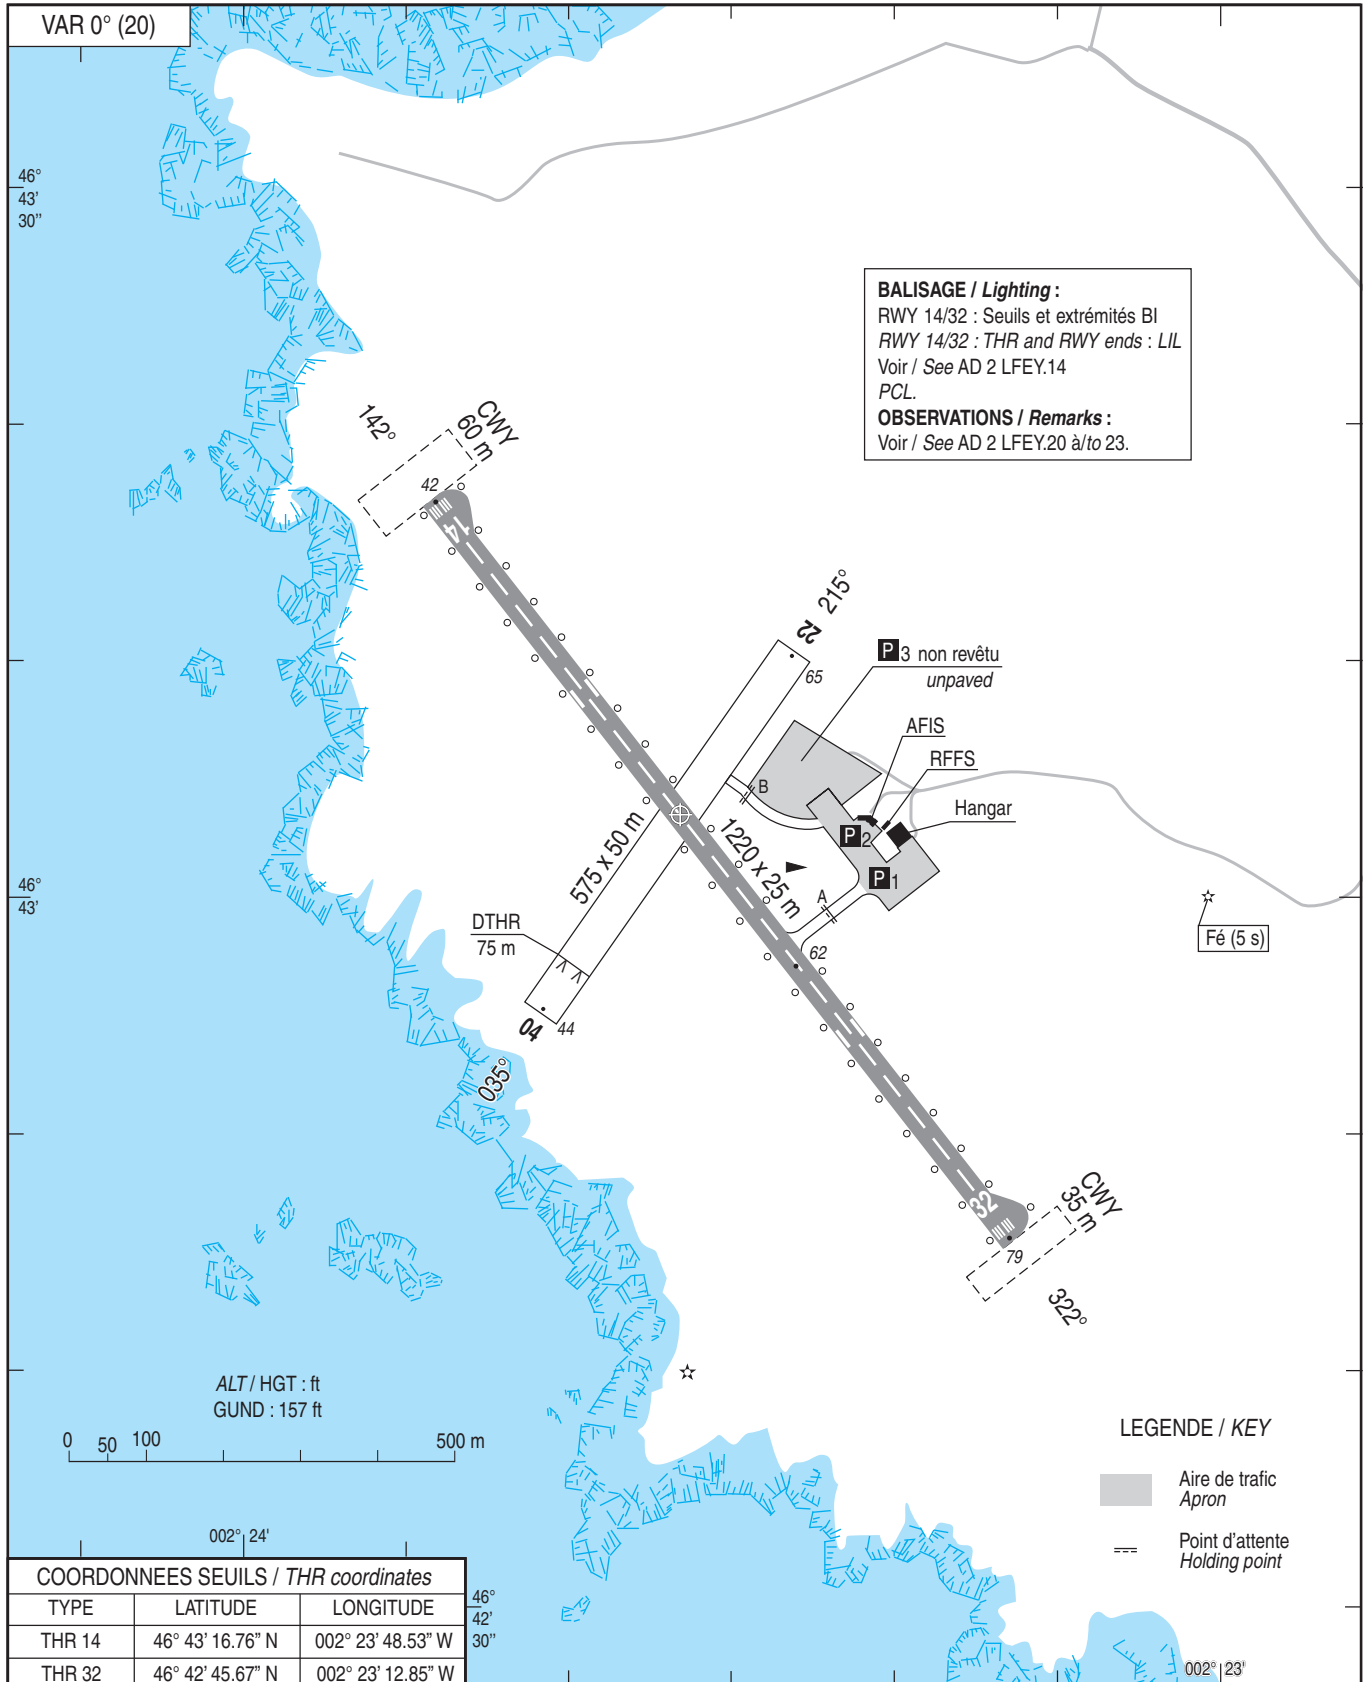 VAR 0° (20)
46°
43'
30”
BALISAGE / Lighting :
RWY 14/32 : Seuils et extrémités BI
RWY 14/32 : THR and RWY ends : LIL
Voir / See AD 2 LFEY.14
PCL.
OBSERVATIONS / Remarks :
Voir / See AD 2 LFEY.20 à/to 23.
142°
CWY
60 m
42
14
22
215°
65
P 3 non revêtu
unpaved
AFIS
RFFS
Hangar
B
P 2
P 1
575 x 50 m
1220 x 25 m
A
46°
43'
DTHR
75 m
62
Fé (5 s)
04
44
035°
32
CWY
35 m
79
322°
ALT / HGT : ft
GUND : 157 ft
0 50 100 500 m
LEGENDE / KEY
Aire de trafic
Apron
Point d'attente
Holding point
002° 24'
COORDONNEES SEUILS / THR coordinates
TYPE LATITUDE LONGITUDE
THR 14 46° 43’ 16.76” N 002° 23’ 48.53” W
THR 32 46° 42’ 45.67” N 002° 23’ 12.85” W
46°
42'
30”
002° 23'